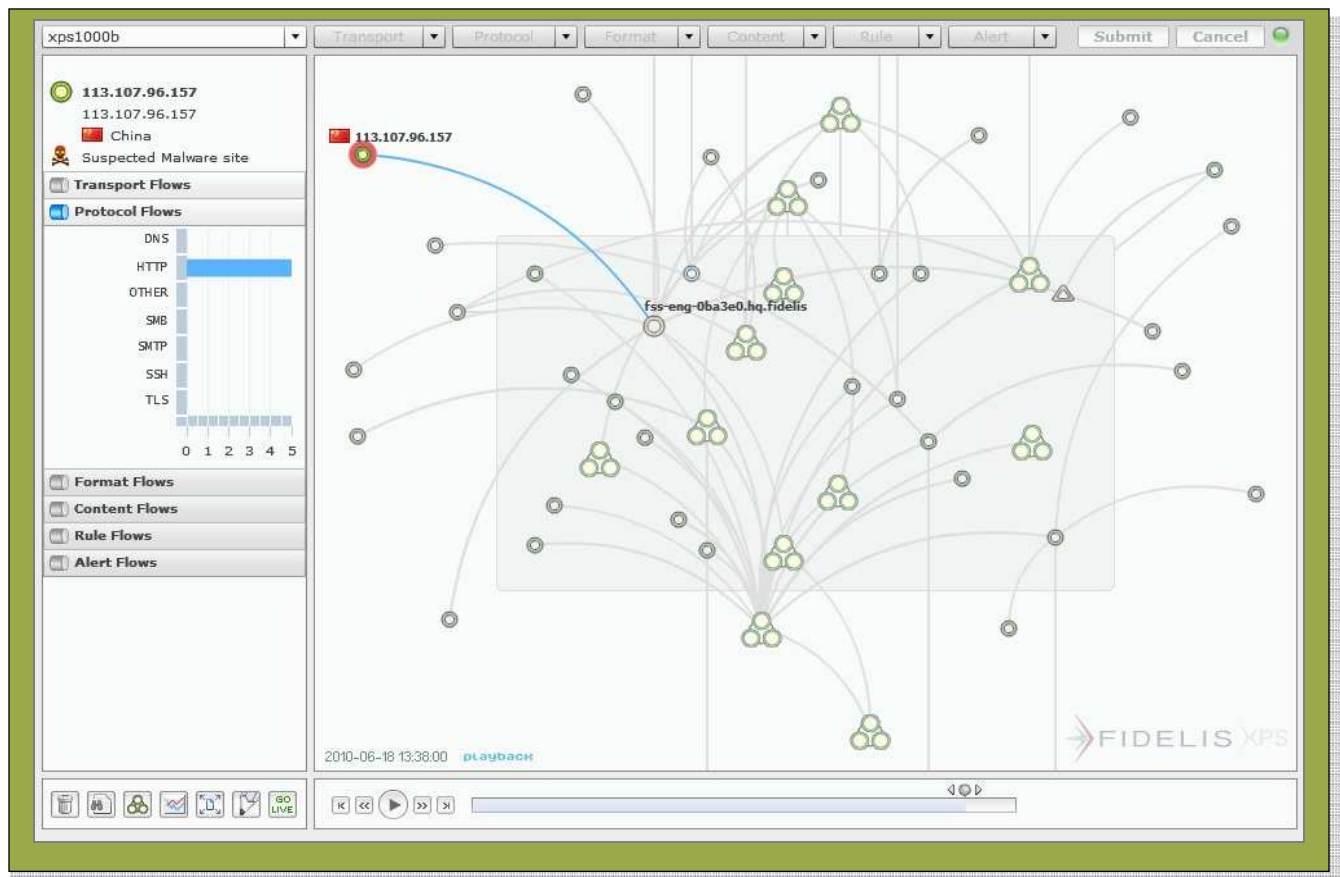 xps1000b
Transport
Protocol
Format
Content
Rule
Alert
Submit
Cancel
113.107.96.157
113.107.96.157
China
Suspected Malware site
Transport Flows
Protocol Flows
DNS
HTTP
OTHER
SMB
SMTP
SSH
TLS
0 1 2 3 4 5
Format Flows
Content Flows
Rule Flows
Alert Flows
113.107.96.157
fss-eng-0ba3e0.hq.fidelis
2010-06-18 13:38:00 playback
FIDELIS XPS
GO
LIVE